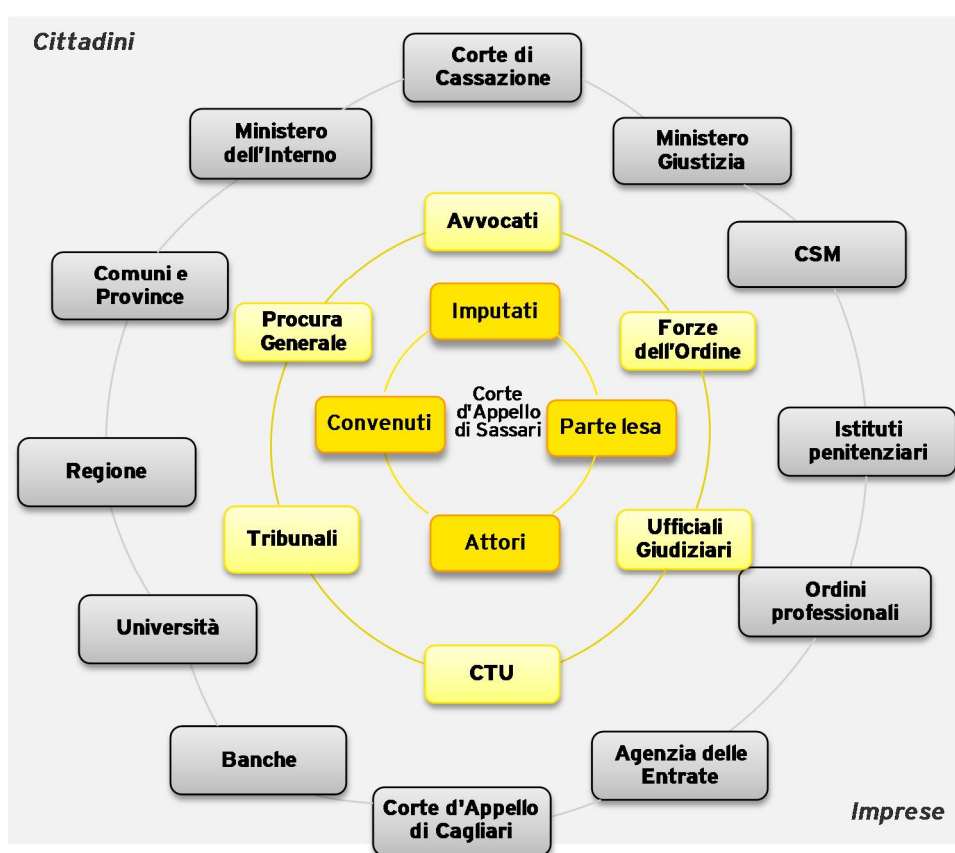 Cittadini
Corte di
Cassazione
Ministero
dell'Interno
Ministero
Giustizia
Avvocati
CSM
Comuni e
Province
Imputati
Procura
Generale
Forze
dell'Ordine
Corte
d'Appello
di Sassari
Convenuti
Parte lesa
Istituti
penitenziari
Regione
Tribunali
Attori
Ufficiali
Giudiziari
Ordini
professionali
Università
CTU
Banche
Agenzia delle
Entrate
Corte d'Appello
di Cagliari
Imprese